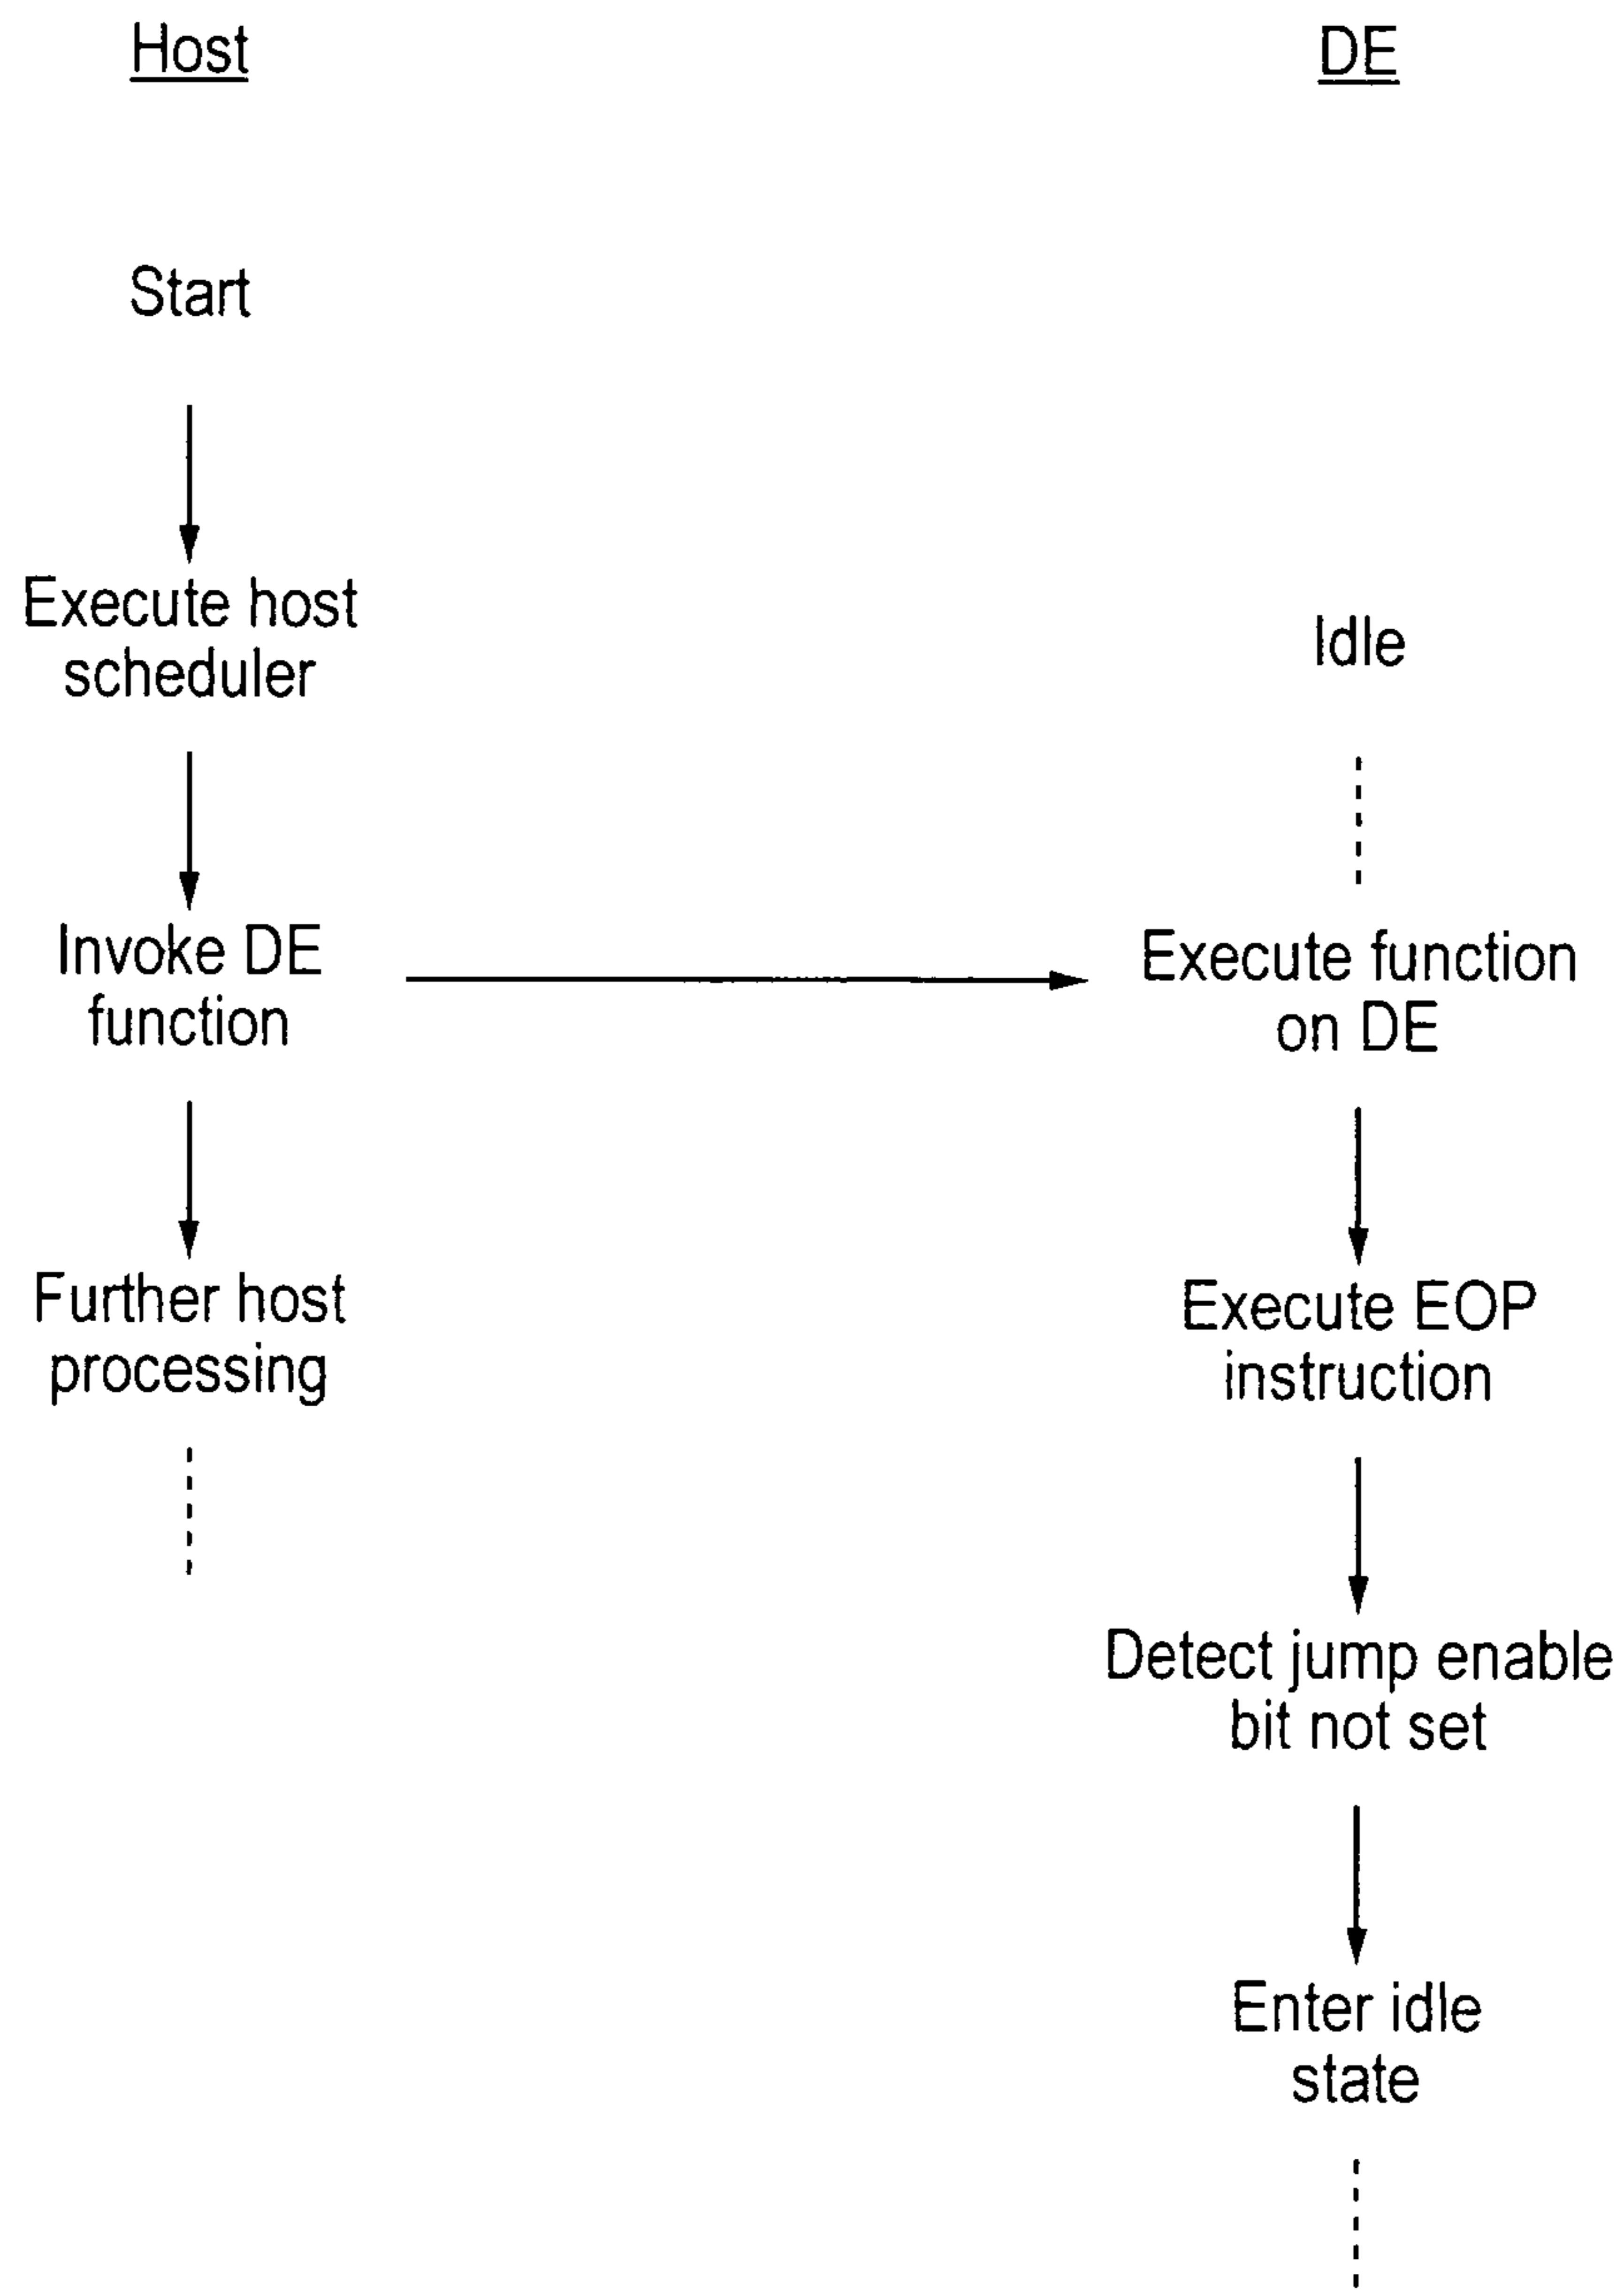 Host
DE
Start
Execute host
scheduler
Idle
Invoke DE
function
Execute function
on DE
Further host
processing
Execute EOP
instruction
Detect jump enable
bit not set
Enter idle
state